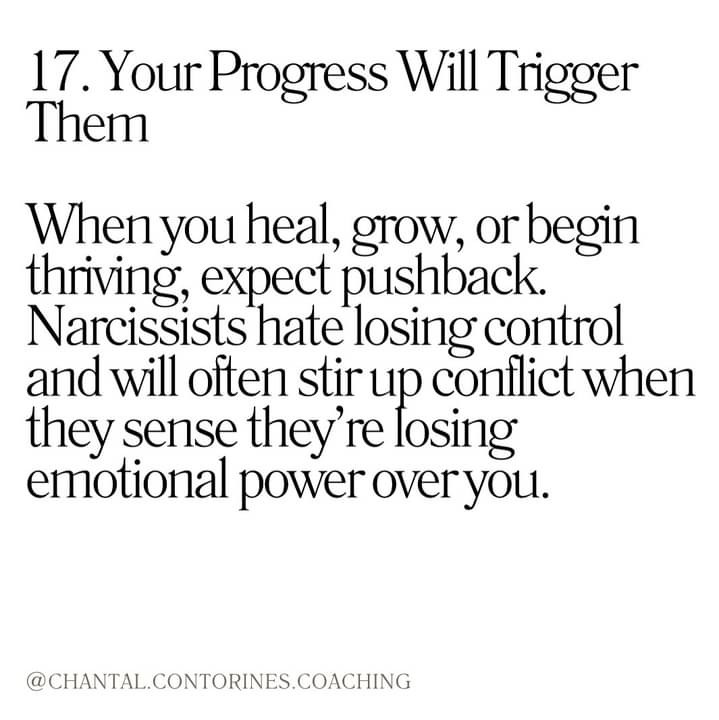 17. Your Progress Will Trigger
Them
When you heal, grow, or begin
thriving, expect pushback.
Narcissists hate losing control
and will often stir up conflict when
they sense they’re losing
emotional power over you.
@CHANTAL.CONTORINES.COACHING